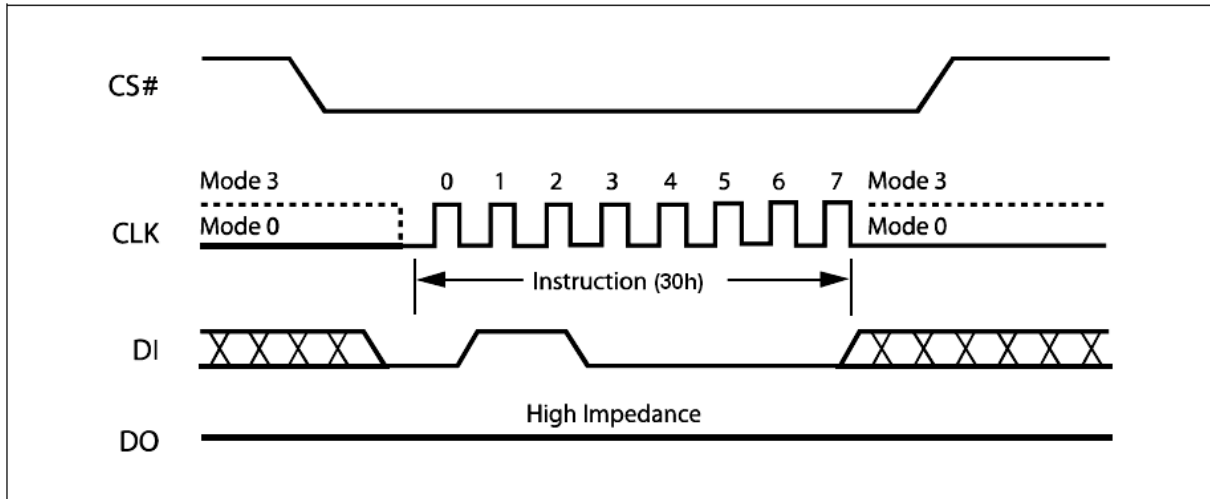 CS#
Mode 3 0 1 2 3 4 5 6 7 Mode 3
CLK Mode 0 Mode 0
Instruction (30h)
DI
High Impedance
DO